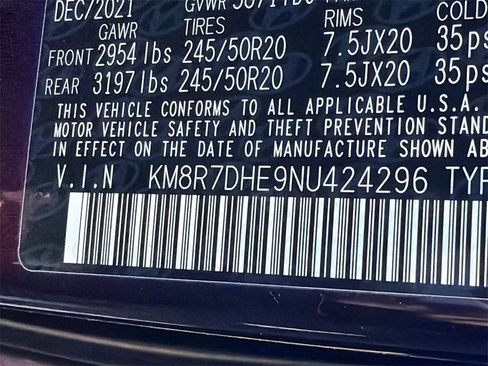 DEC/2021 GVWR
GAWR TIRES RIMS COLD
FRONT 2954 lbs 245/50R20 7.5JX20 35ps
REAR 3197 lbs 245/50R20 7.5JX20 35ps
THIS VEHICLE CONFORMS TO ALL APPLICABLE U.S.A.
MOTOR VEHICLE SAFETY AND THEFT PREVENTION STAND
IN EFFECT ON THE DATE OF MANUFACTURE SHOWN AB
V.I.N KM8R7DHE9NU424296 TYP